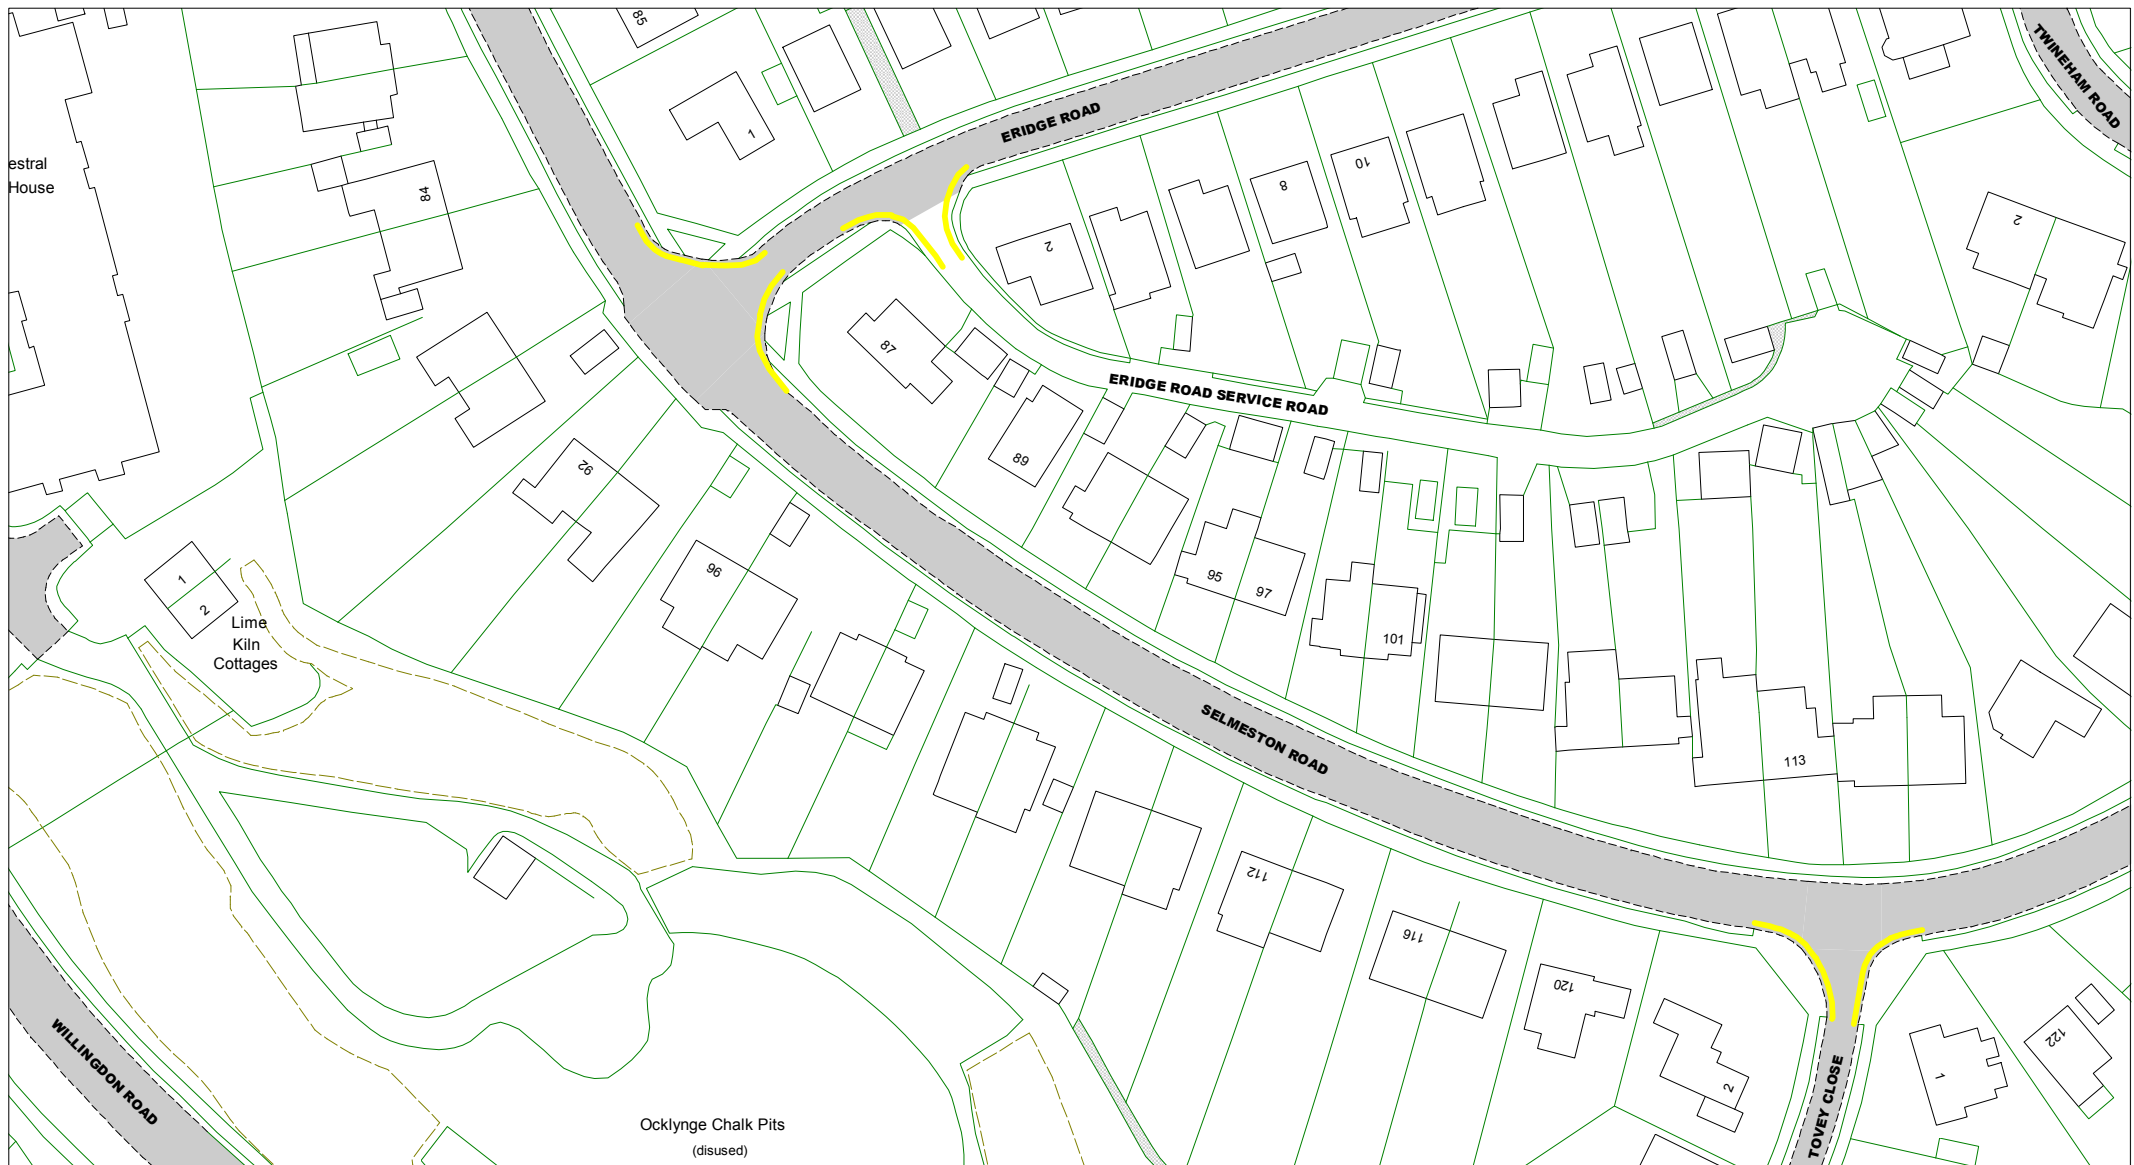 85
TWINEHAM ROAD
ERIDGE ROAD
1
estral
House
84
10
8
2
2
87
ERIDGE ROAD SERVICE ROAD
89
92
96
1
2
95
97
Lime
Kiln
Cottages
101
SELMESTON ROAD
113
112
116
120
122
2
1
WILLINGDON ROAD
TOVEY CLOSE
Ocklynge Chalk Pits
(disused)